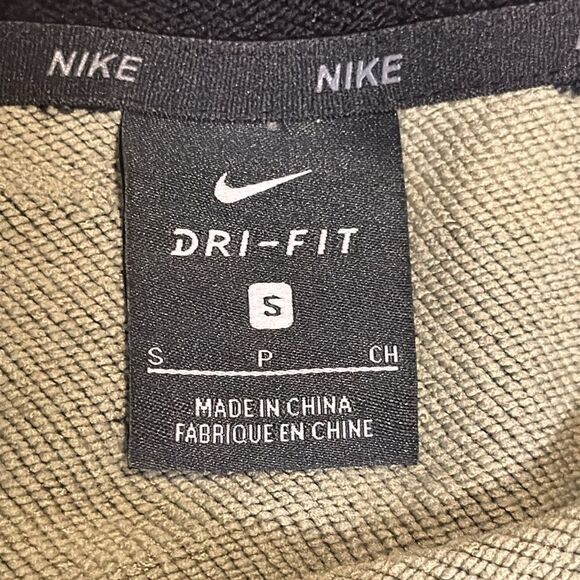 NIKE NIKE
DRI-FIT
S
S P CH
MADE IN CHINA
FABRIQUE EN CHINE